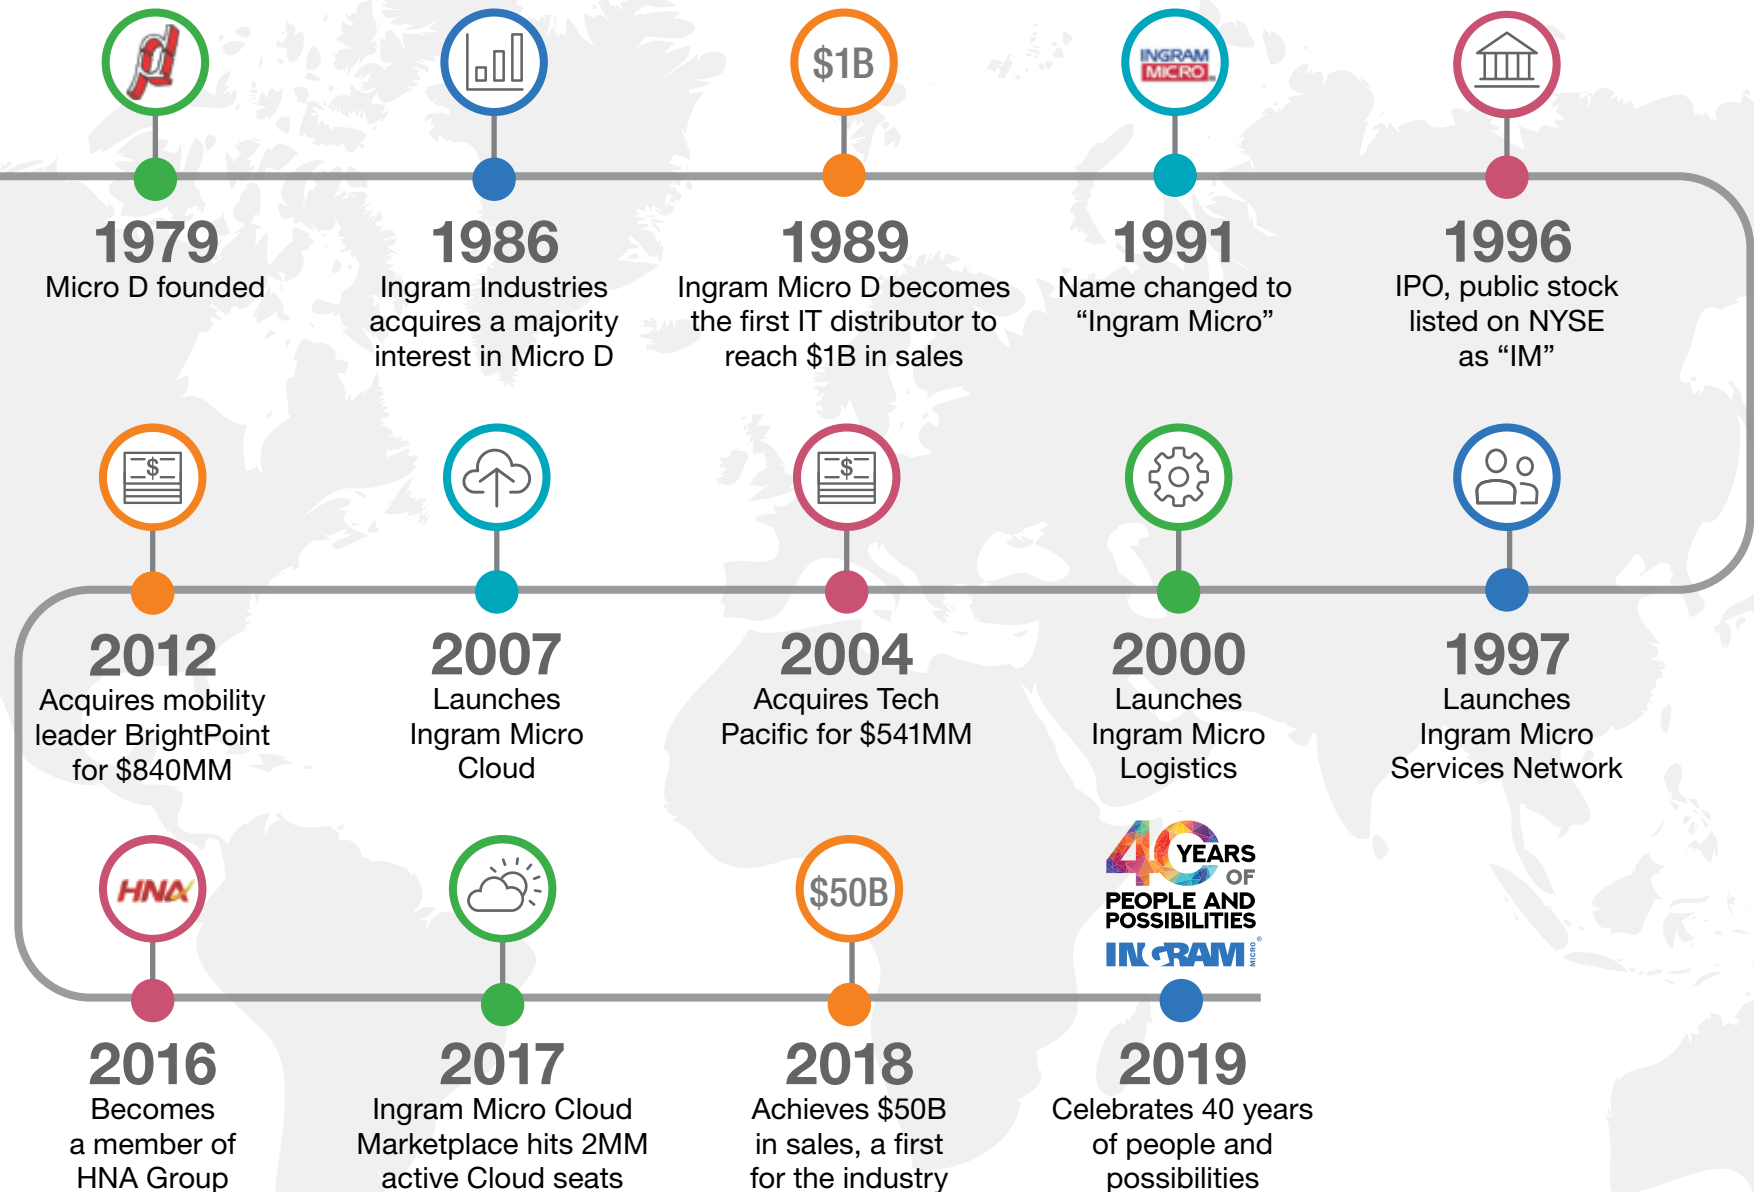 $1B
INGRAM
MICRO
1979
Micro D founded
1986
Ingram Industries
acquires a majority
interest in Micro D
1989
Ingram Micro D becomes
the first IT distributor to
reach $1B in sales
1991
Name changed to
“Ingram Micro”
1996
IPO, public stock
listed on NYSE
as “IM”
$
$
2012
Acquires mobility
leader BrightPoint
for $840MM
2007
Launches
Ingram Micro
Cloud
2004
Acquires Tech
Pacific for $541MM
2000
Launches
Ingram Micro
Logistics
1997
Launches
Ingram Micro
Services Network
HNA
$50B
40 YEARS
OF
PEOPLE AND
POSSIBILITIES
INGRAM MICRO®
2016
Becomes
a member of
HNA Group
2017
Ingram Micro Cloud
Marketplace hits 2MM
active Cloud seats
2018
Achieves $50B
in sales, a first
for the industry
2019
Celebrates 40 years
of people and
possibilities